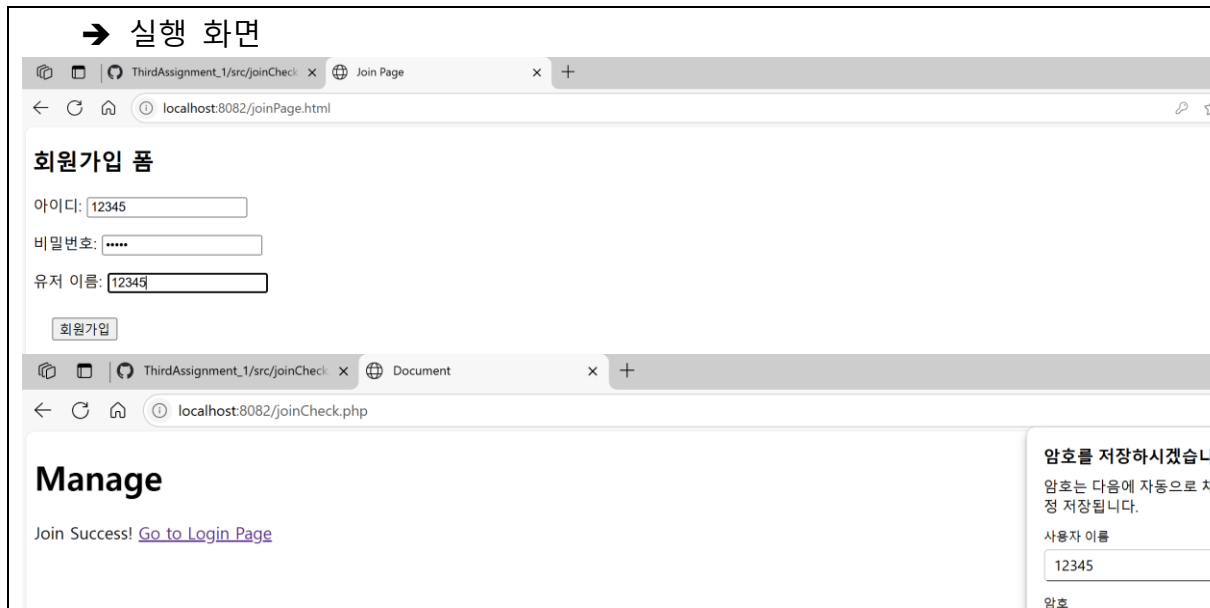 ➔ 실행 화면
ThirdAssignment_1/src/joinCheck
Join Page
localhost:8082/joinPage.html
회원가입 폼
아이디: 12345
비밀번호: •••••
유저 이름: 12345
회원가입
ThirdAssignment_1/src/joinCheck
Document
localhost:8082/joinCheck.php
Manage
Join Success! Go to Login Page
암호를 저장하시겠습니
암호는 다음에 자동으로
정 저장됩니다.
사용자 이름
12345
암호